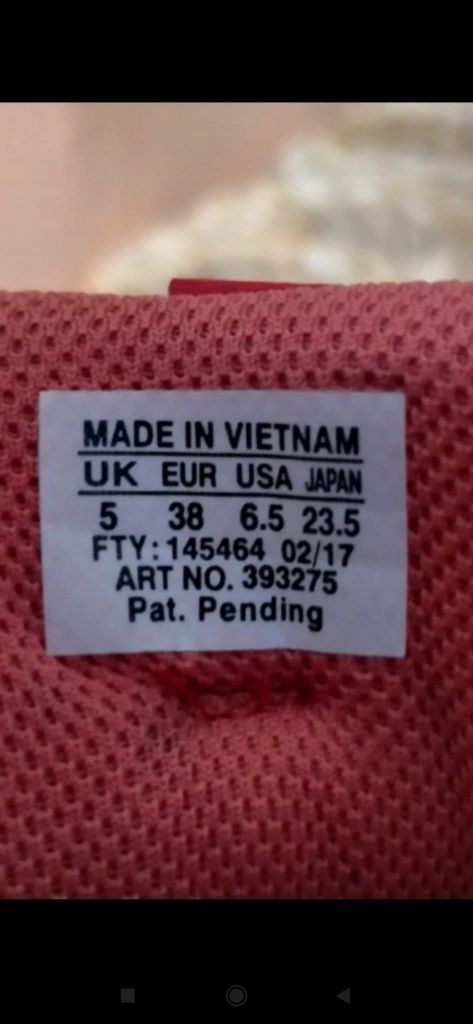 MADE IN VIETNAM
UK EUR USA JAPAN
5 38 6.5 23.5
FTY: 145464 02/17
ART NO. 393275
Pat. Pending